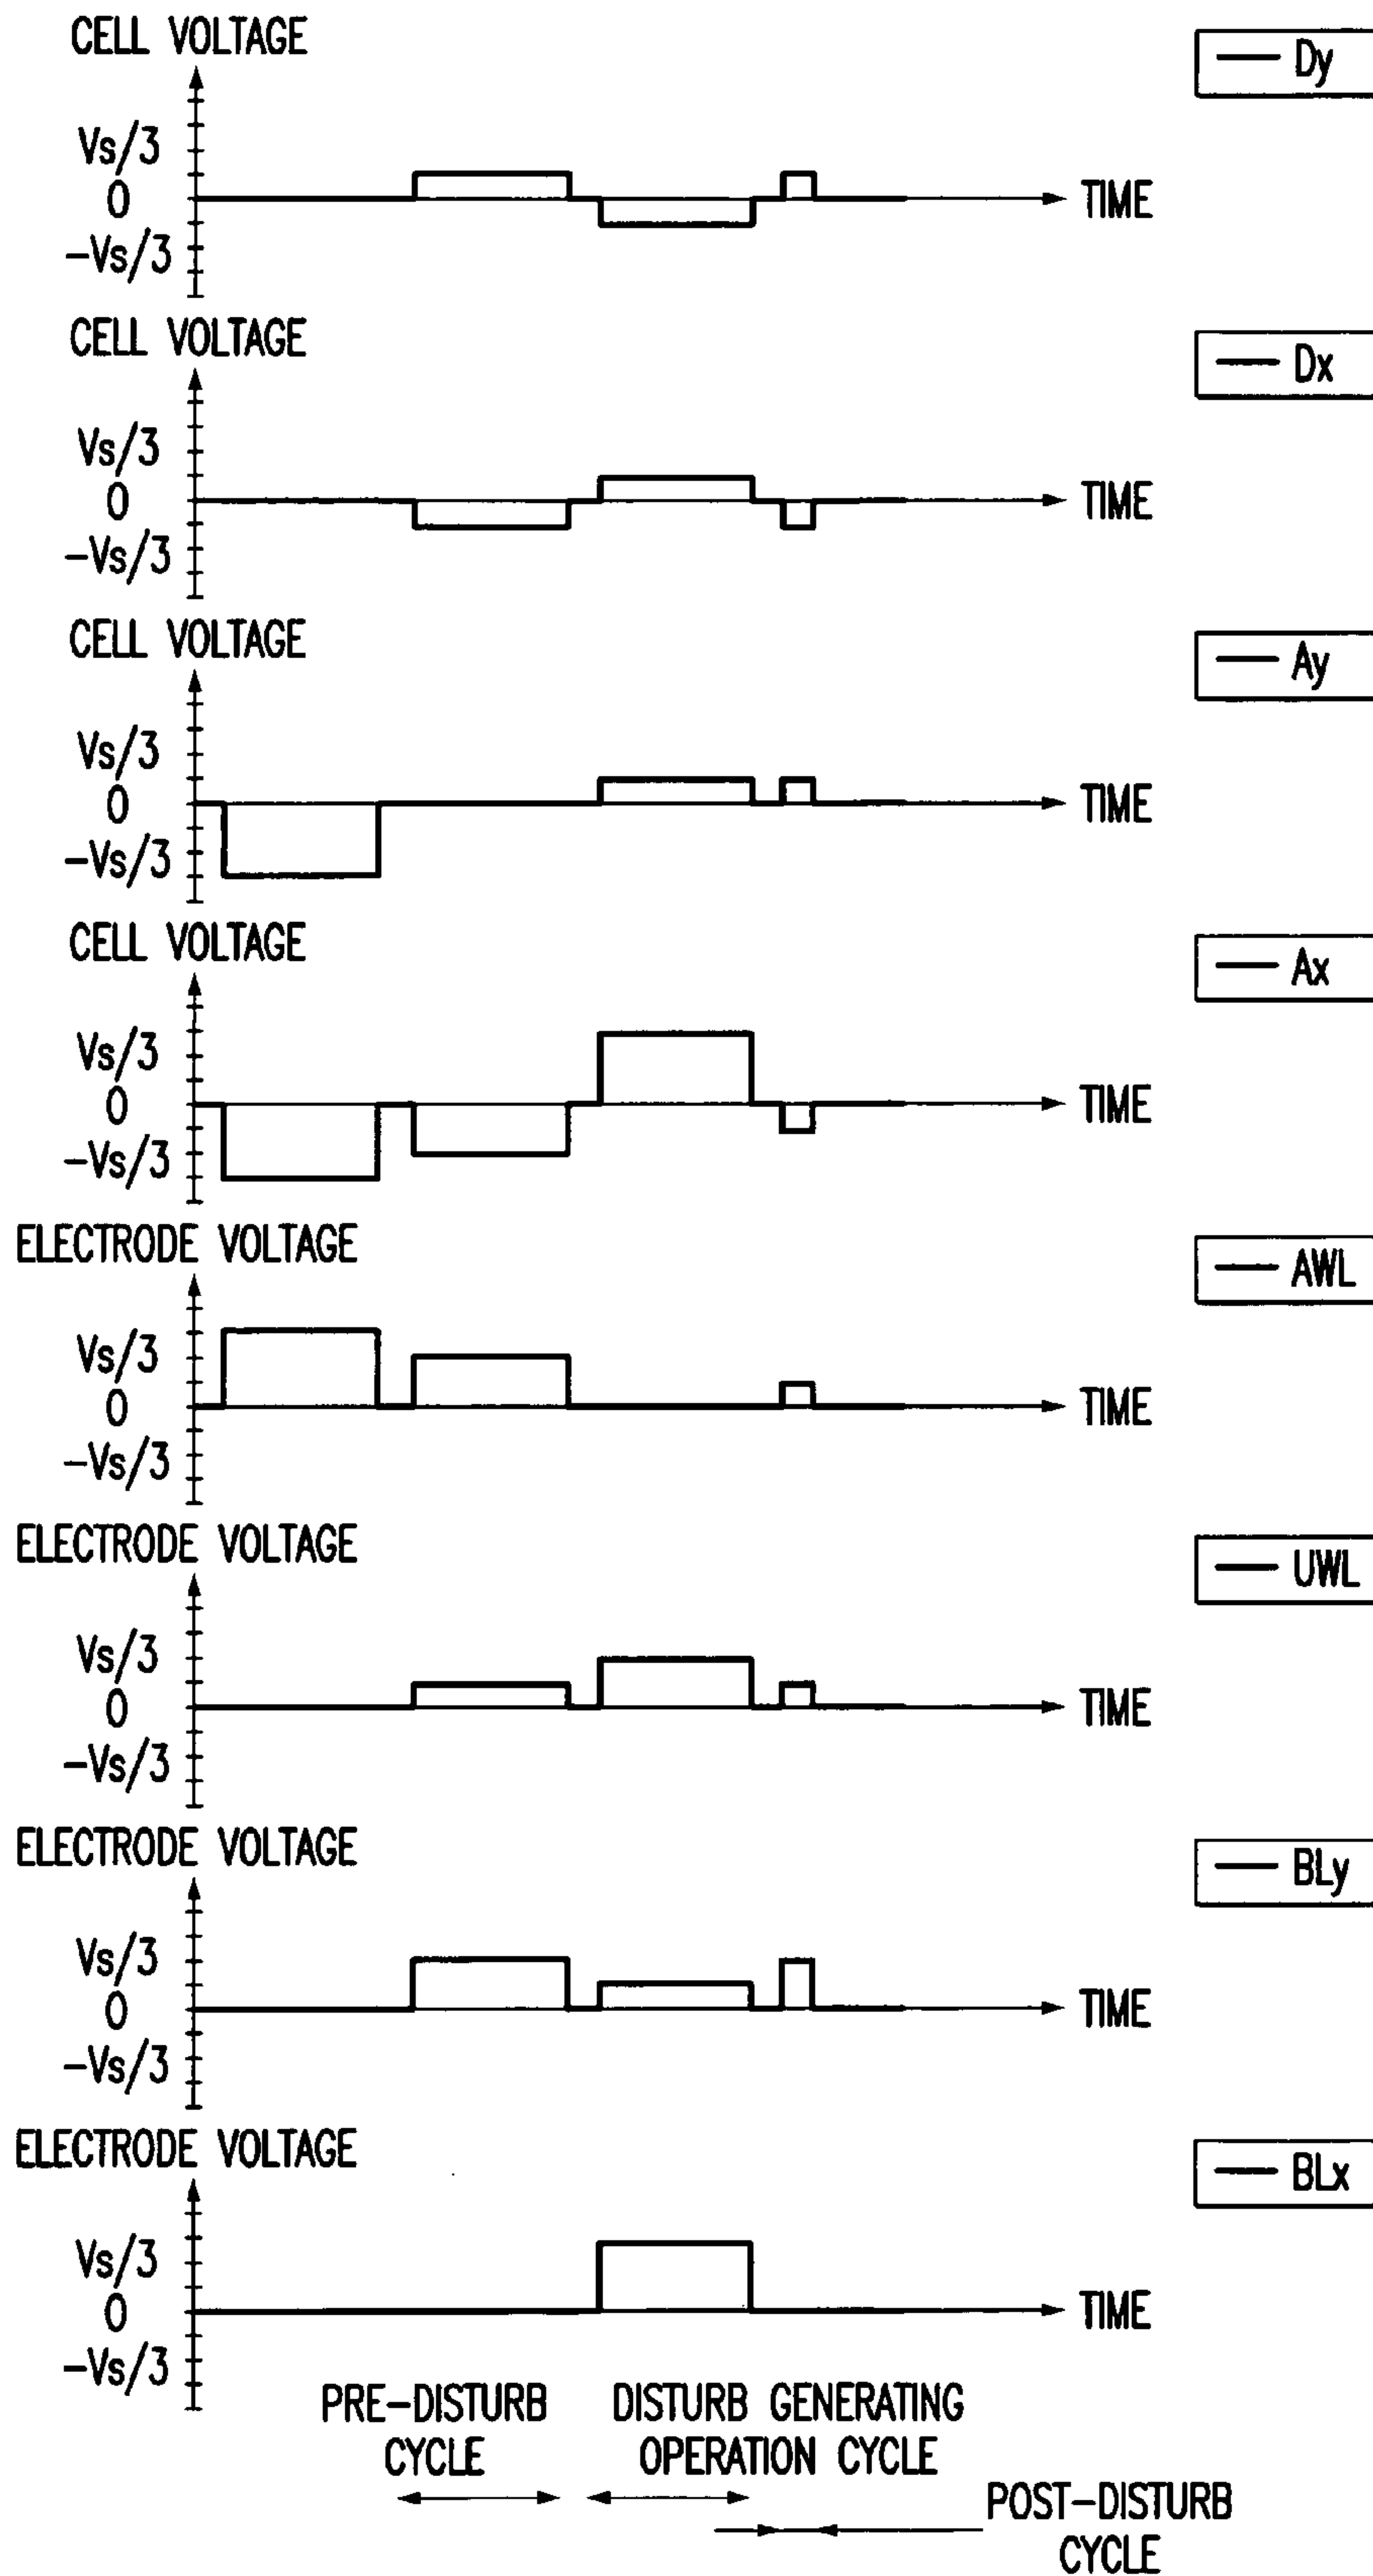 CELL VOLTAGE
Dy
Vs/3
0
TIME
-Vs/3
CELL VOLTAGE
Dx
Vs/3
0
TIME
-Vs/3
CELL VOLTAGE
Ay
Vs/3
0
TIME
-Vs/3
CELL VOLTAGE
Ax
Vs/3
0
TIME
-Vs/3
ELECTRODE VOLTAGE
AWL
Vs/3
0
TIME
-Vs/3
ELECTRODE VOLTAGE
UWL
Vs/3
0
TIME
-Vs/3
ELECTRODE VOLTAGE
BLy
Vs/3
0
TIME
-Vs/3
ELECTRODE VOLTAGE
BLx
Vs/3
0
TIME
-Vs/3
PRE-DISTURB
CYCLE
DISTURB GENERATING
OPERATION CYCLE
POST-DISTURB
CYCLE